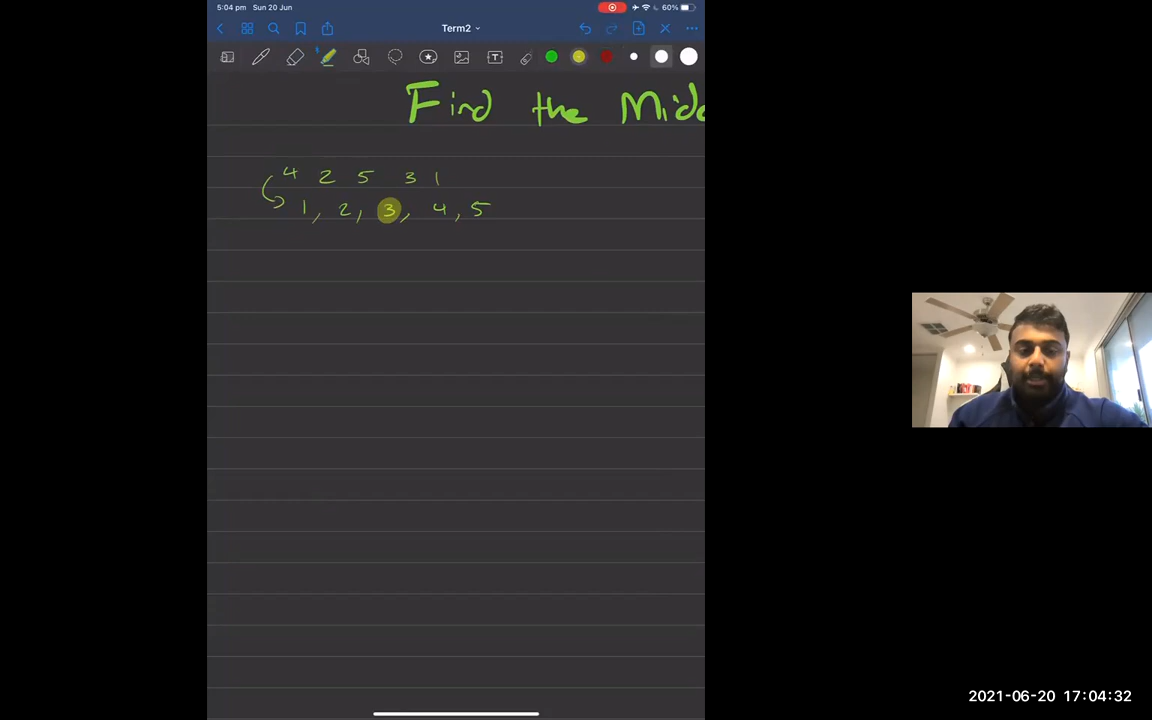 5:04 pm Sun 20 Jun
60%
Term2
Find the Midd
4 2 5 3 1
1, 2, 3, 4, 5
2021-06-20 17:04:32